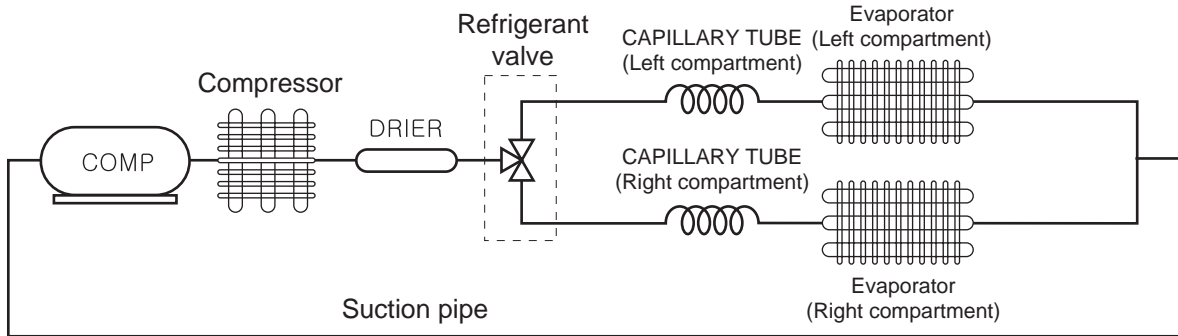 Refrigerant
valve
Compressor
COMP
DRIER
CAPILLARY TUBE
(Left compartment)
Evaporator
(Left compartment)
CAPILLARY TUBE
(Right compartment)
Evaporator
(Right compartment)
Suction pipe